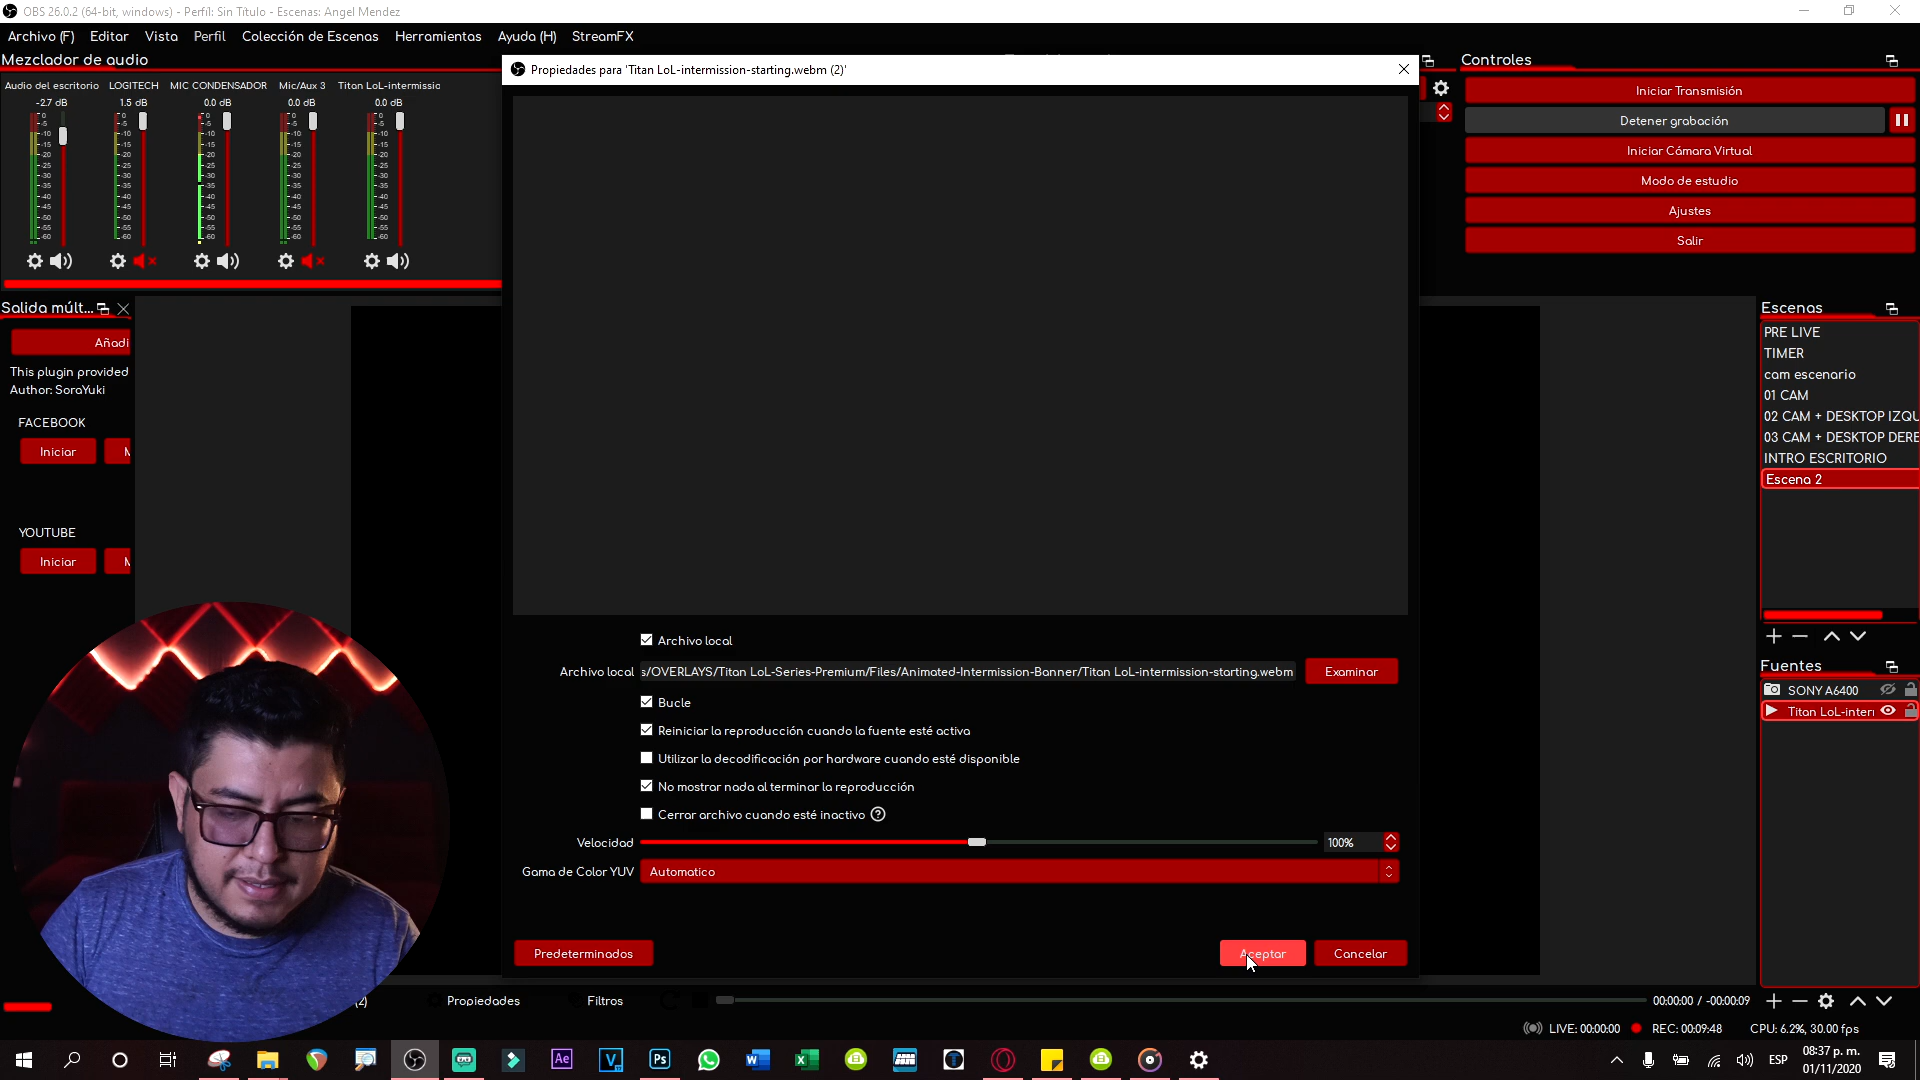 OBS 26.0.2 (64-bit, windows) - Perfil: Sin Título - Escenas: Angel Mendez
Archivo (F) Editar Vista Perfil Colección de Escenas Herramientas Ayuda (H) StreamFX
Mezclador de audio
Audio del escritorio LOGITECH MIC CONDENSADOR Mic/Aux 3 Titan LoL-intermissic
-2.7 dB 1.5 dB 0.0 dB 0.0 dB 0.0 dB
Propiedades para 'Titan LoL-intermission-starting.webm (2)'
Controles
Iniciar Transmisión
Detener grabación
Iniciar Cámara Virtual
Modo de estudio
Ajustes
Salir
Salida múlt...
Añadi
This plugin provided
Author: SoraYuki
FACEBOOK
Iniciar
YOUTUBE
Iniciar
Escenas
PRE LIVE
TIMER
cam escenario
01 CAM
02 CAM + DESKTOP IZQU
03 CAM + DESKTOP DERE
INTRO ESCRITORIO
Escena 2
Fuentes
SONY A6400
Titan LoL-inter
Archivo local
Archivo local s/OVERLAYS/Titan LoL-Series-Premium/Files/Animated-Intermission-Banner/Titan LoL-intermission-starting.webm Examinar
Bucle
Reiniciar la reproducción cuando la fuente esté activa
Utilizar la decodificación por hardware cuando esté disponible
No mostrar nada al terminar la reproducción
Cerrar archivo cuando esté inactivo ?
Velocidad 100%
Gama de Color YUV Automatico
Predeterminados Aceptar Cancelar
(2) Propiedades Filtros 00:00:00 / -00:00:09
LIVE: 00:00:00 REC: 00:09:48 CPU: 6.2%, 30.00 fps
Ae Ps
ESP
08:37 p. m.
01/11/2020